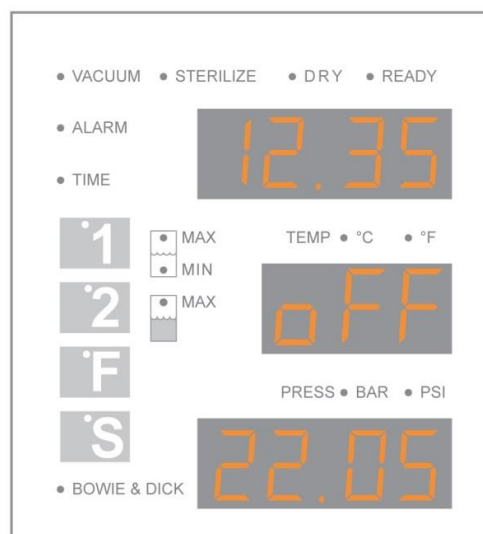 VACUUM STERILIZE DRY READY
ALARM
12.35
TIME
1
MAX
TEMP °C °F
MIN
2
MAX
oFF
F
PRESS BAR PSI
S
22.05
BOWIE & DICK